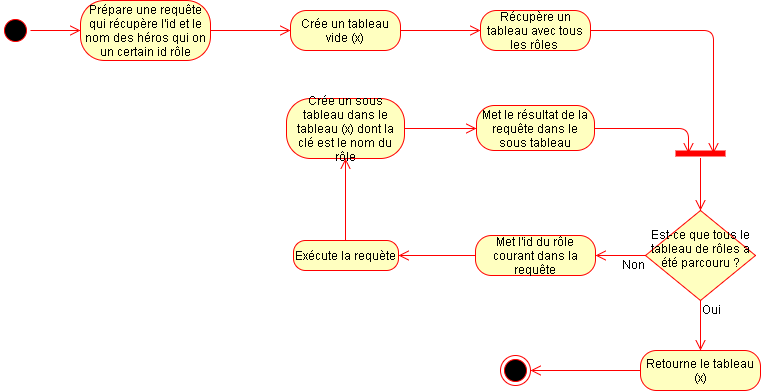 Prépare une requête
qui récupère l'id et le
nom des héros qui on
un certain id rôle
Crée un tableau
vide (x)
Récupère un
tableau avec tous
les rôles
Crée un sous
tableau dans le
tableau (x) dont la
clé est le nom du
rôle
Met le résultat de la
requête dans le
sous tableau
Est-ce que tous le
tableau de rôles a
été parcouru ?
Non
Met l'id du rôle
courant dans la
requête
Exécute la requète
Oui
Retourne le tableau
(x)